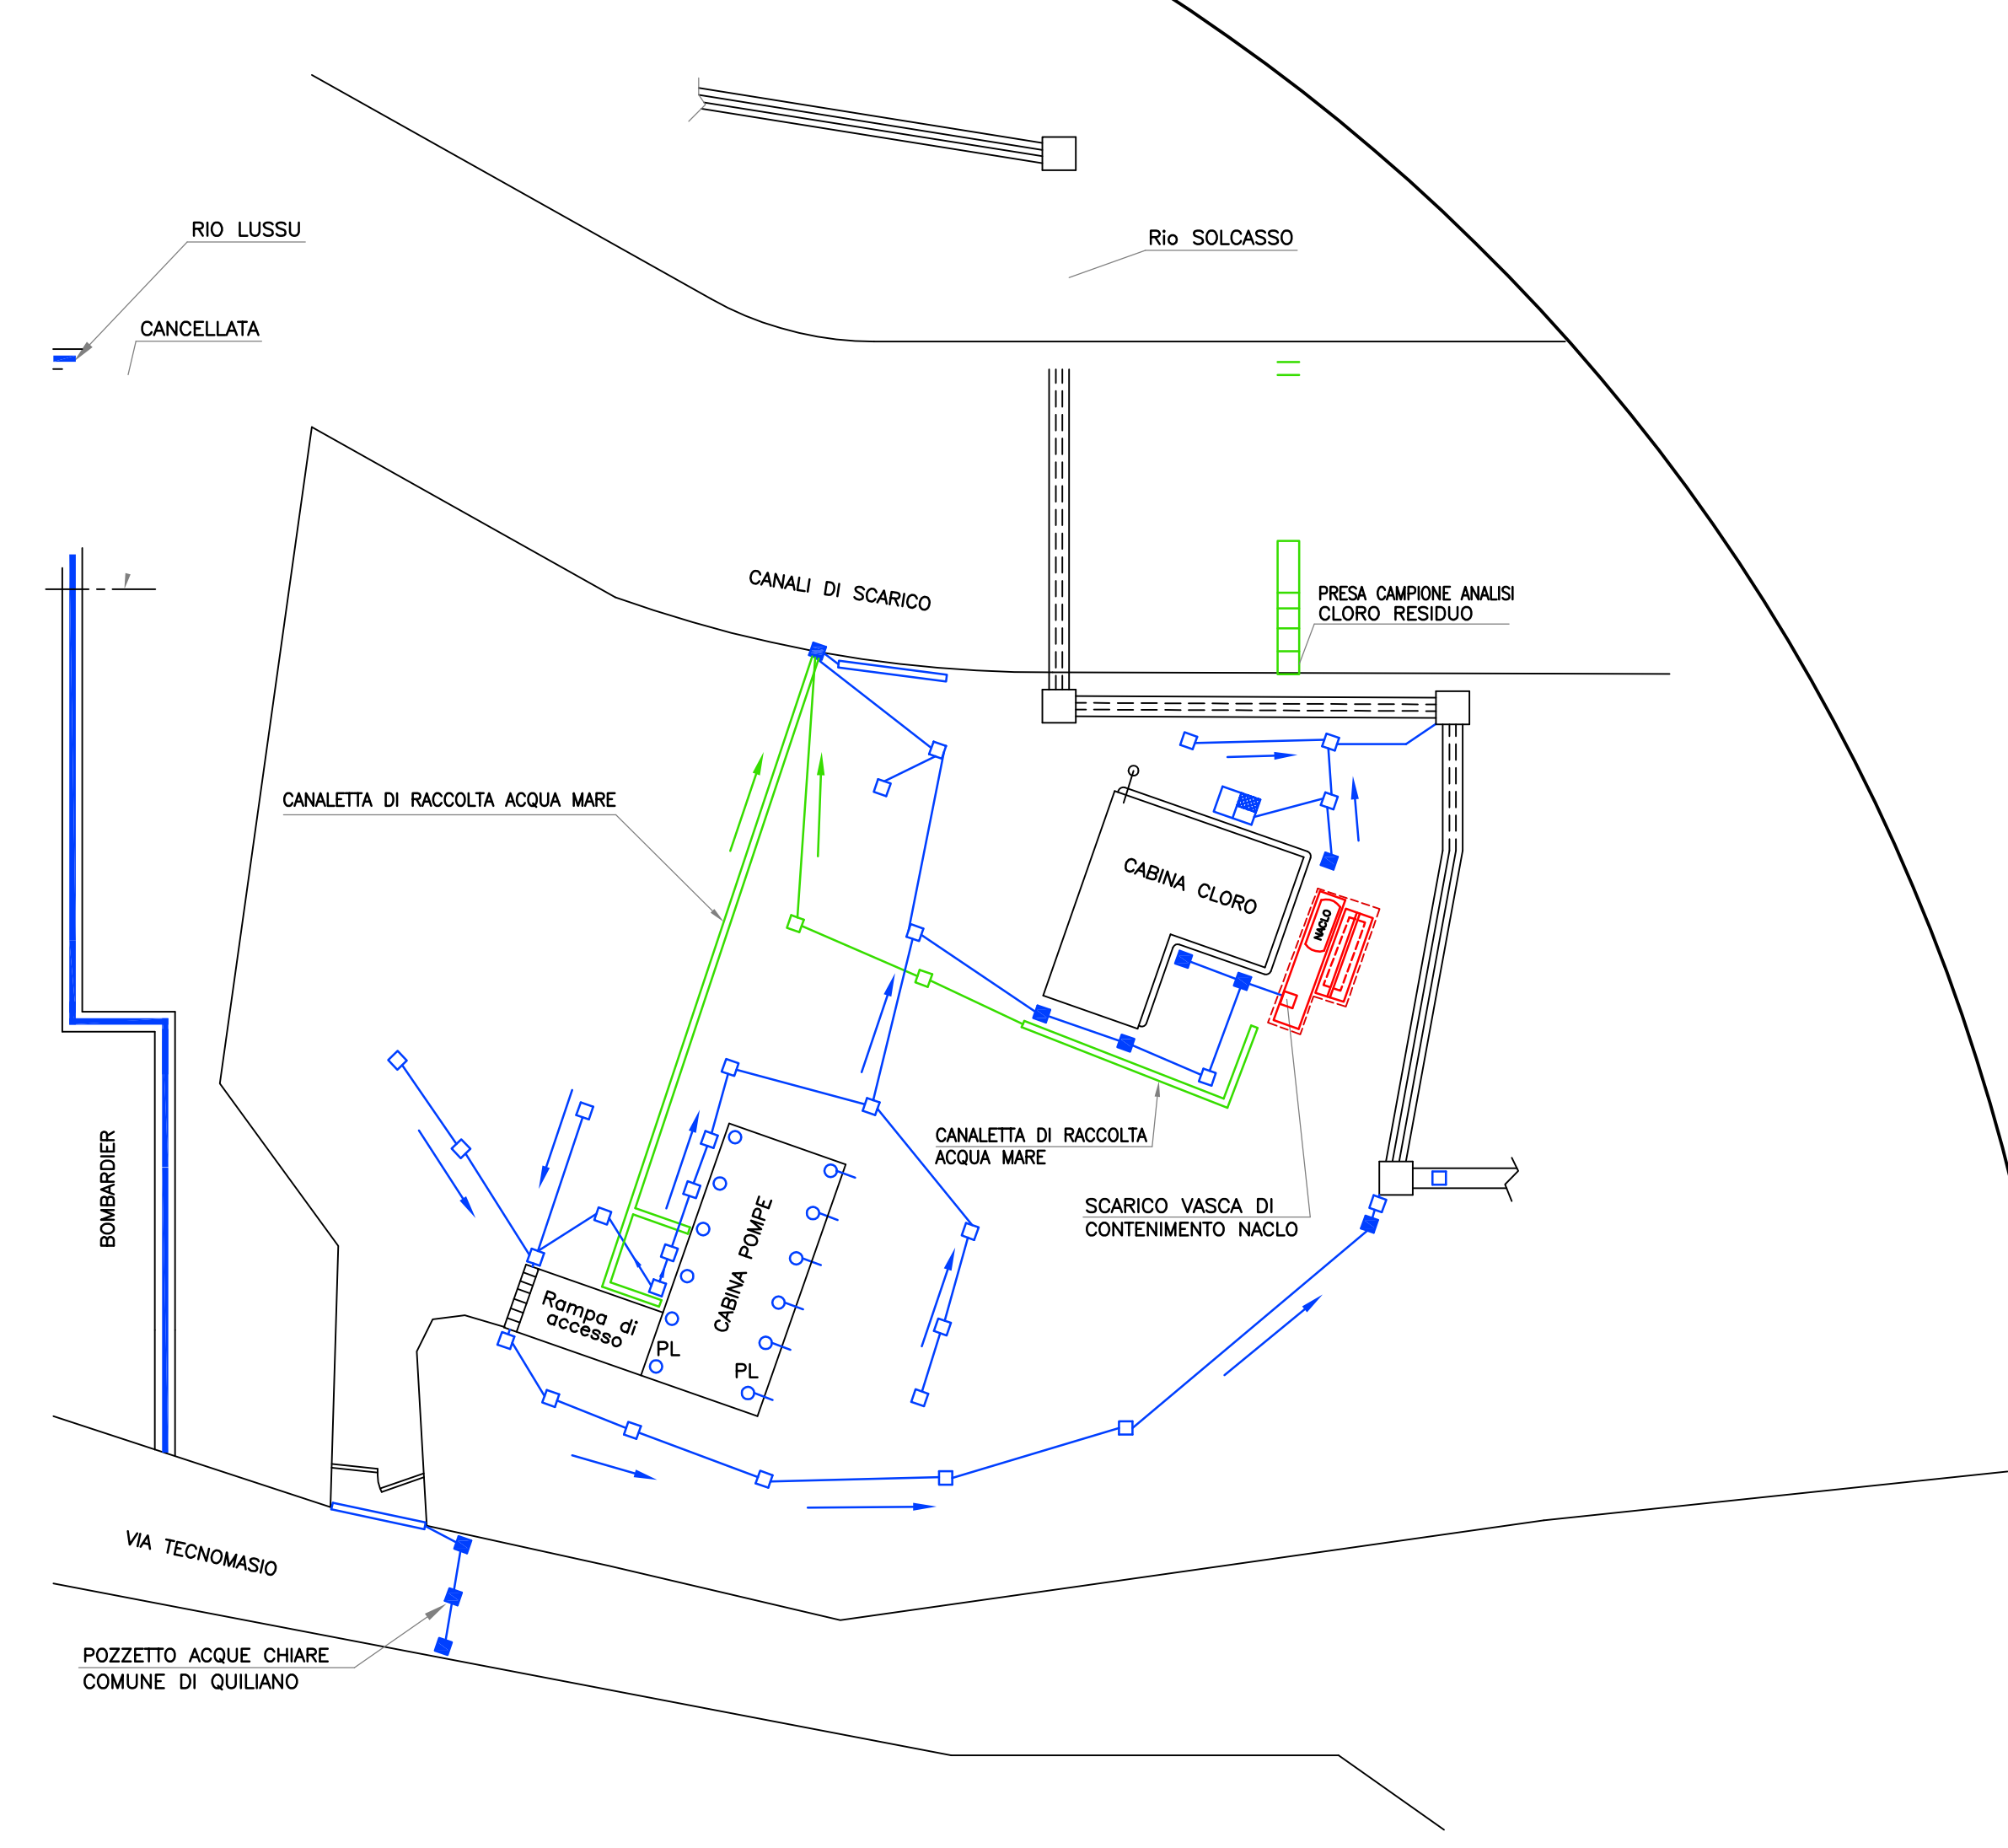 RIO LUSSU
Rio SOLCASSO
CANCELLATA
CANALI DI SCARICO
PRESA CAMPIONE ANALISI
CLORO RESIDUO
CANALETTA DI RACCOLTA ACQUA MARE
CABINA CLORO
NACLO
BOMBARDIER
CANALETTA DI RACCOLTA
ACQUA MARE
SCARICO VASCA DI
CONTENIMENTO NACLO
CABINA POMPE
Rampa di
accesso
PL
PL
VIA TECNOMASIO
POZZETTO ACQUE CHIARE
COMUNE DI QUILIANO